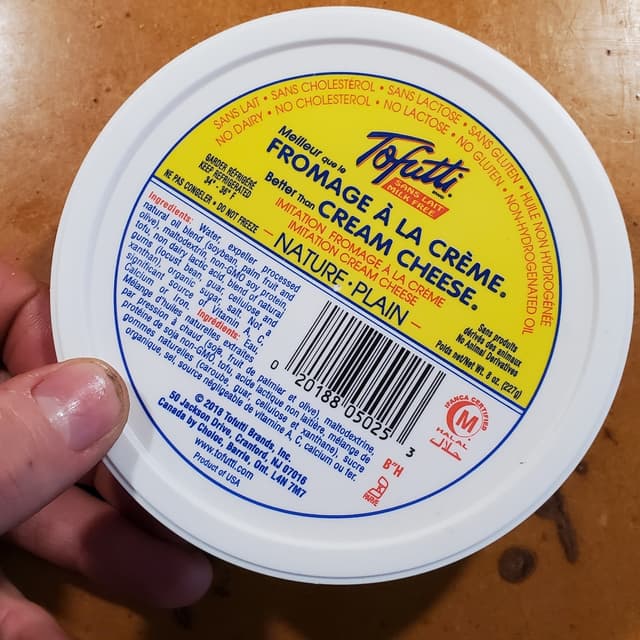 SANS LAIT • SANS CHOLESTÉROL • SANS LACTOSE • SANS GLUTEN • HUILE NON HYDROGÉNÉE
NO DAIRY • NO CHOLESTEROL • NO LACTOSE • NO GLUTEN • NON-HYDROGENATED OIL
GARDER RÉFRIGÉRÉ
KEEP REFRIGERATED
34° - 36° F
NE PAS CONGELER • DO NOT FREEZE
Tofutti
SANS LAIT
MILK FREE
Meilleur que le
FROMAGE À LA CRÈME.
Better Than
CREAM CHEESE.
IMITATION FROMAGE À LA CRÈME
IMITATION CREAM CHEESE
– NATURE • PLAIN –
Sans produits
dérivés des animaux
No Animal Derivatives
Poids net/Net Wt. 8 oz. (227g)
Ingredients: Water, expeller processed
natural oil blend (soybean, palm fruit and
olive), maltodextrin, non-GMO soy protein,
tofu, non dairy lactic acid, blend of natural
gums (locust bean, guar, cellulose and
xanthan), organic sugar, salt. Not a
significant source of Vitamin A, C,
Calcium or Iron. Ingrédients: Eau,
Mélange d'huiles naturelles extraites
par pression à chaud (soja, fruit de palmier et olive), maltodextrine,
protéine de soja non-GMO, tofu, acide lactique non laitière, mélange de
gommes naturelles (caroube, guar, cellulose et xanthane), sucre
organique, sel, source négligeable de vitamine A, C, calcium ou fer.
0 20188 05025 3
© 2018 Tofutti Brands, Inc.
50 Jackson Drive, Cranford, NJ 07016
Canada by Choloc, Barrie, Ont. L4N 7M7
www.tofutti.com
Product of USA
IFANCA CERTIFIED
M
HALAL
حلال
B"H
PARVE